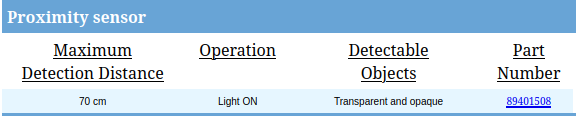 Proximity sensor
Maximum Detection Distance Operation Detectable Objects Part Number
70 cm Light ON Transparent and opaque 89401508